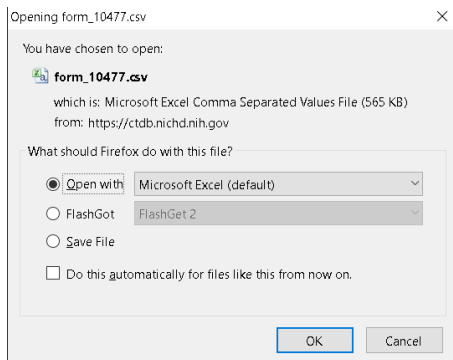 Opening form_10477.csv
You have chosen to open:
form_10477.csv
which is: Microsoft Excel Comma Separated Values File (565 KB)
from: https://ctdb.nichd.nih.gov
What should Firefox do with this file?
Open with Microsoft Excel (default)
FlashGot FlashGet 2
Save File
Do this automatically for files like this from now on.
OK Cancel